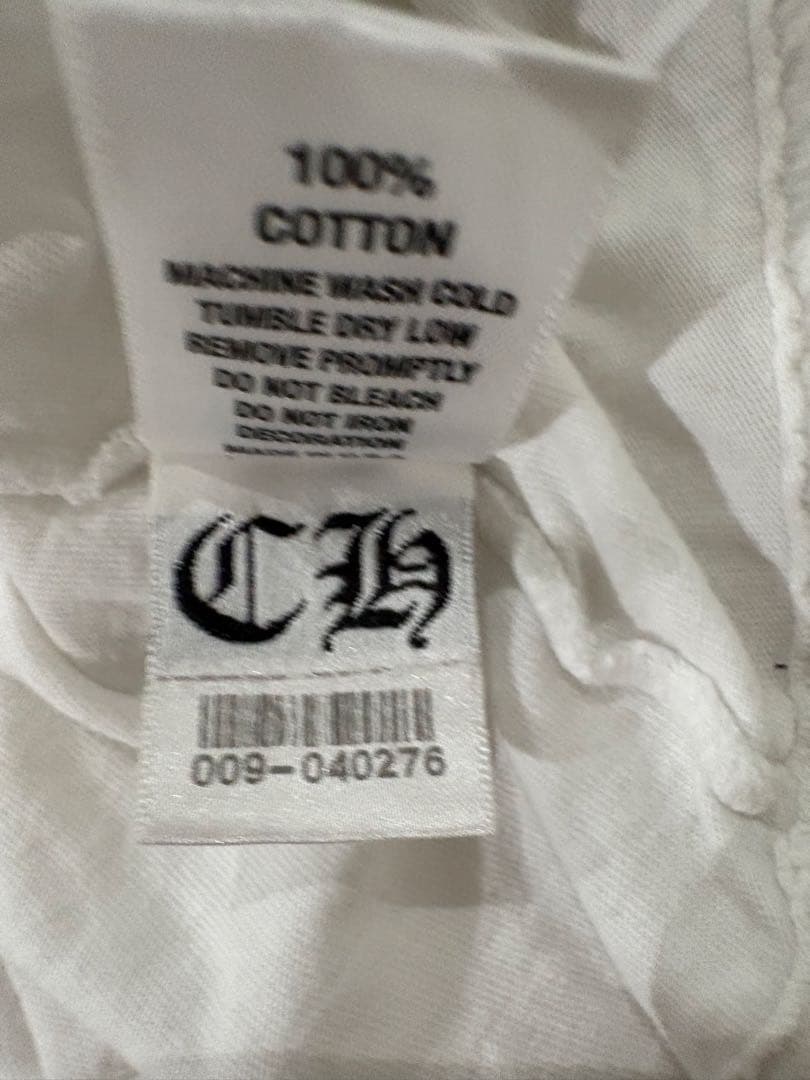 100%
COTTON
MACHINE WASH COLD
TUMBLE DRY LOW
REMOVE PROMPTLY
DO NOT BLEACH
DO NOT IRON
DECORATION
CH
009-040276